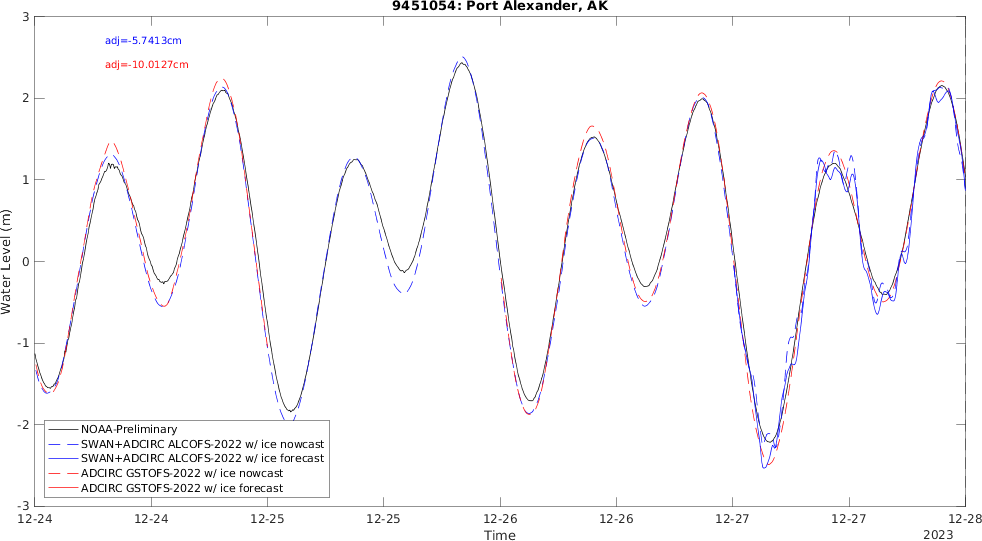 9451054: Port Alexander, AK
adj=-5.7413cm
adj=-10.0127cm
3
2
1
0
-1
-2
-3
Water Level (m)
NOAA-Preliminary
SWAN+ADCIRC ALCOFS-2022 w/ ice nowcast
SWAN+ADCIRC ALCOFS-2022 w/ ice forecast
ADCIRC GSTOFS-2022 w/ ice nowcast
ADCIRC GSTOFS-2022 w/ ice forecast
12-24 12-24 12-25 12-25 12-26 12-26 12-27 12-27 12-28
Time
2023